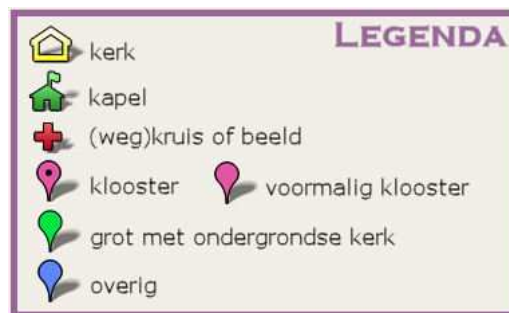 LEGENDA
kerk
kapel
(weg)kruis of beeld
klooster
voormalig klooster
grot met ondergrondse kerk
overig